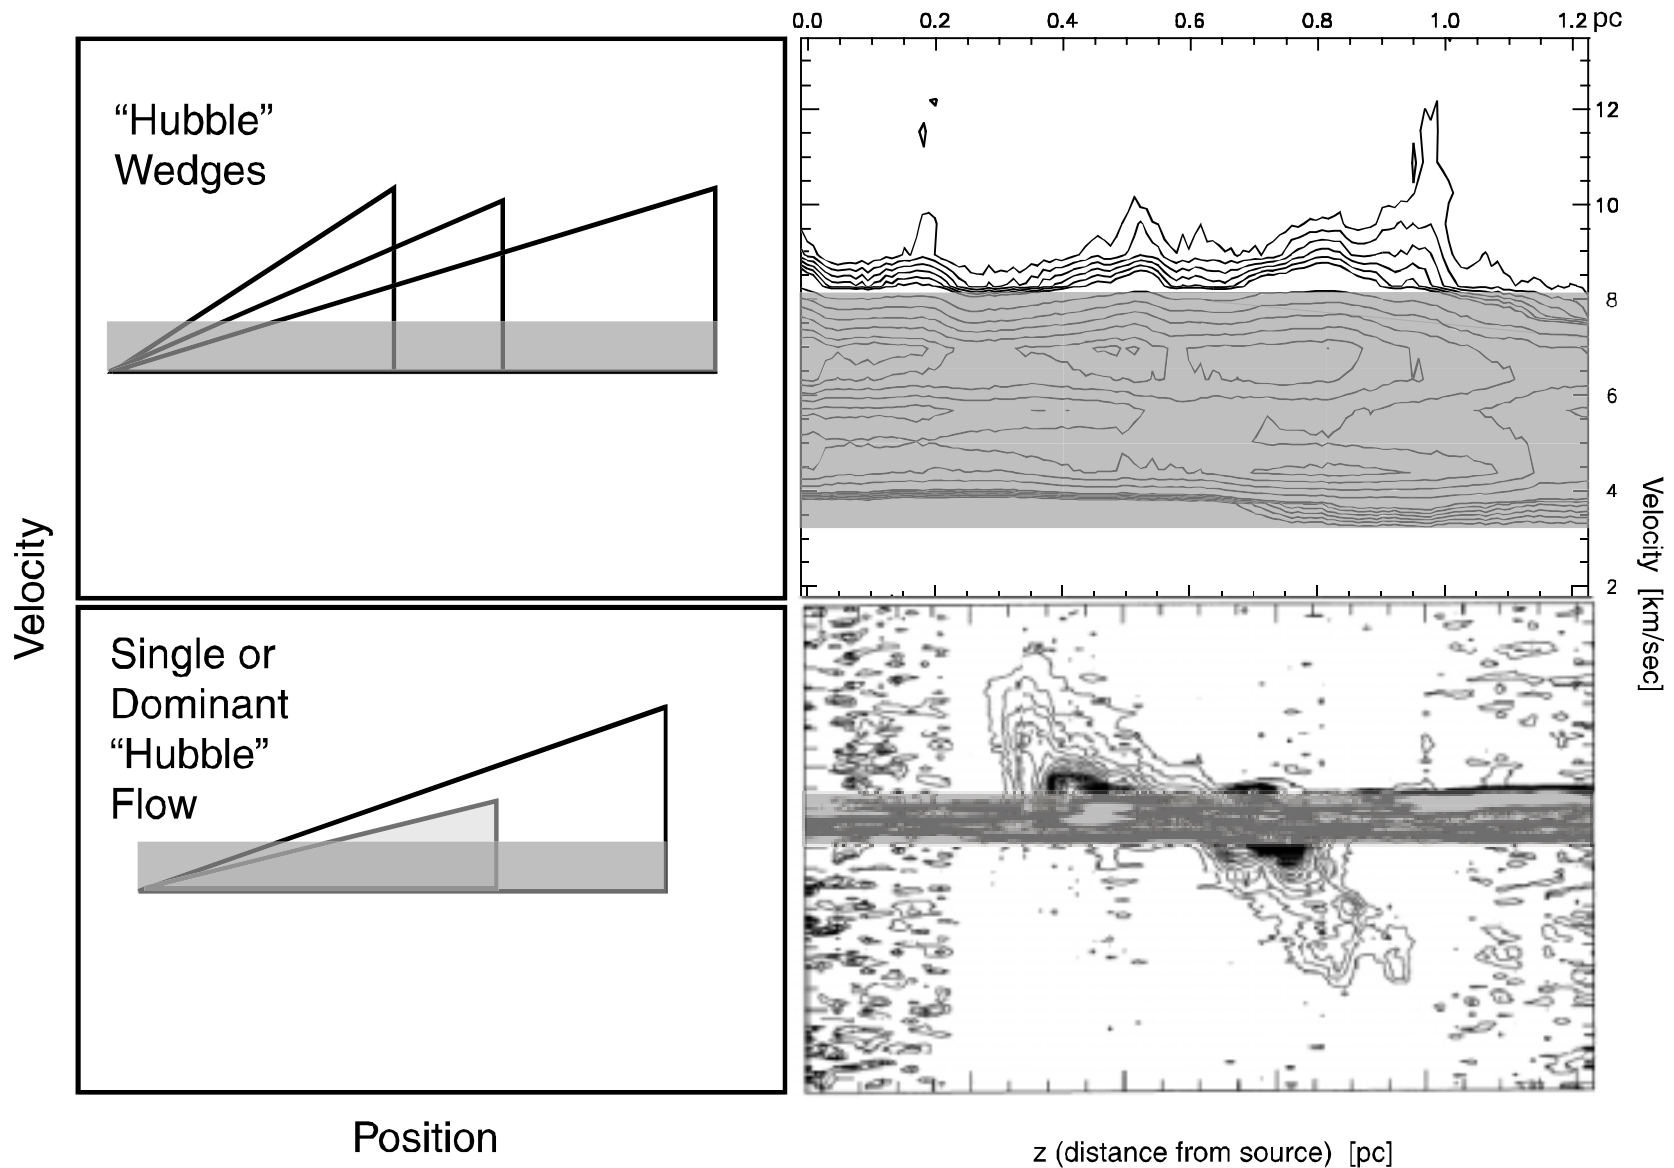 0.0 0.2 0.4 0.6 0.8 1.0 1.2 pc
“Hubble”
Wedges
12
10
8
6
4
2
Velocity
Velocity [km/sec]
Single or
Dominant
“Hubble”
Flow
Position
z (distance from source) [pc]